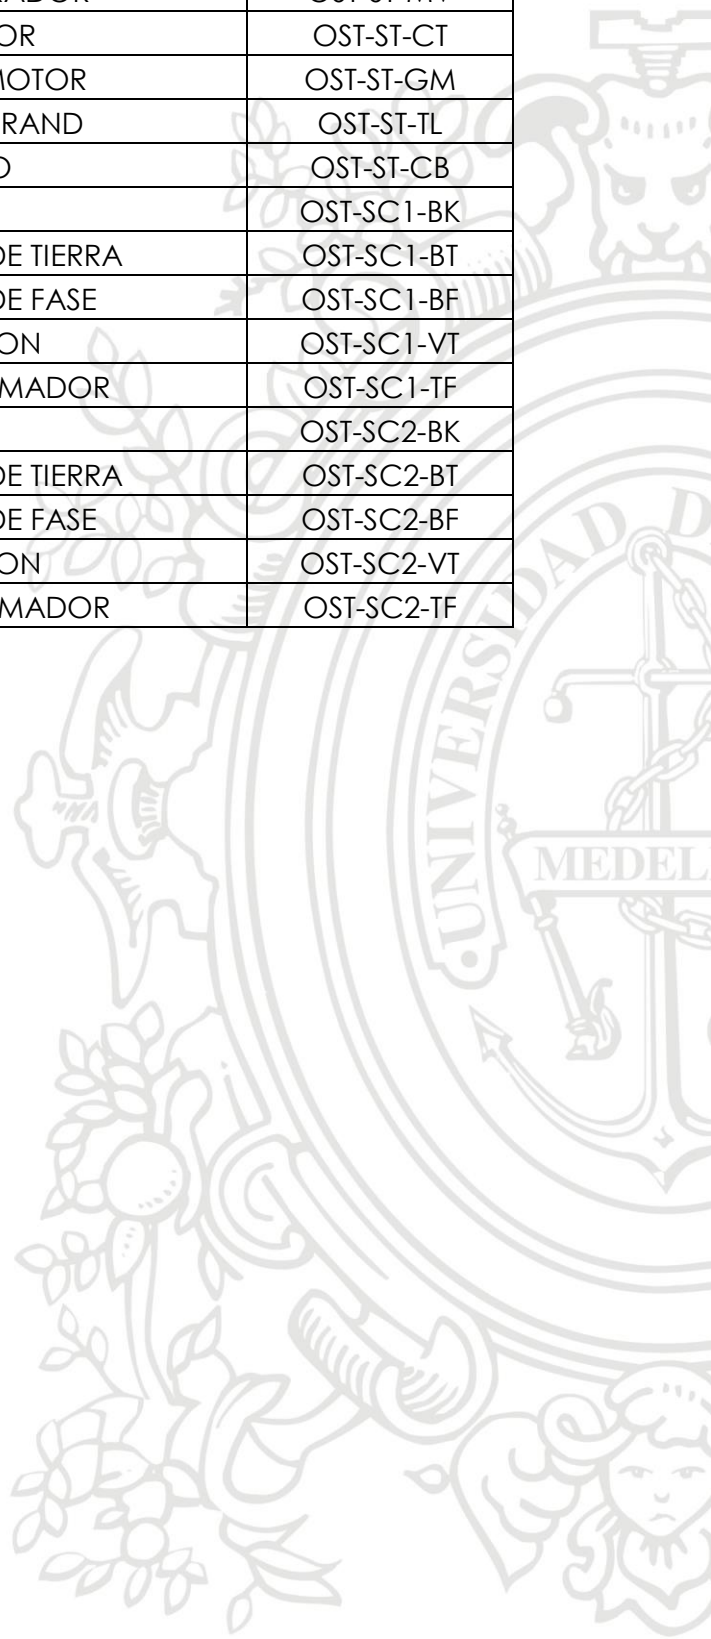 OR OST-ST-CT
MOTOR OST-ST-GM
RAND OST-ST-TL
O OST-ST-CB
OST-SC1-BK
DE TIERRA OST-SC1-BT
DE FASE OST-SC1-BF
ON OST-SC1-VT
MADOR OST-SC1-TF
OST-SC2-BK
DE TIERRA OST-SC2-BT
DE FASE OST-SC2-BF
ON OST-SC2-VT
MADOR OST-SC2-TF
UNIVERSIDAD D
MEDEL